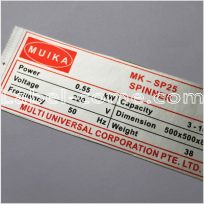 MUIKA
MK - SP25
SPINNER
Power 0.55 kW Capacity 3 -
Voltage 220 V Dimension 500x500x
Frequency 50 Hz Weight 38
MULTI UNIVERSAL CORPORATION PTE. LTD.